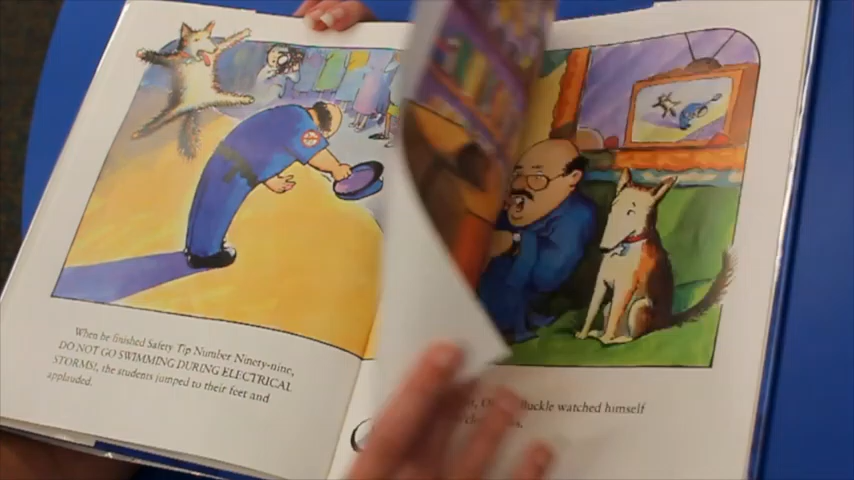 When he finished Safety Tip Number Ninety-nine,
DO NOT GO SWIMMING DURING ELECTRICAL
STORMS!, the students jumped to their feet and
applauded.
Buckle watched himself